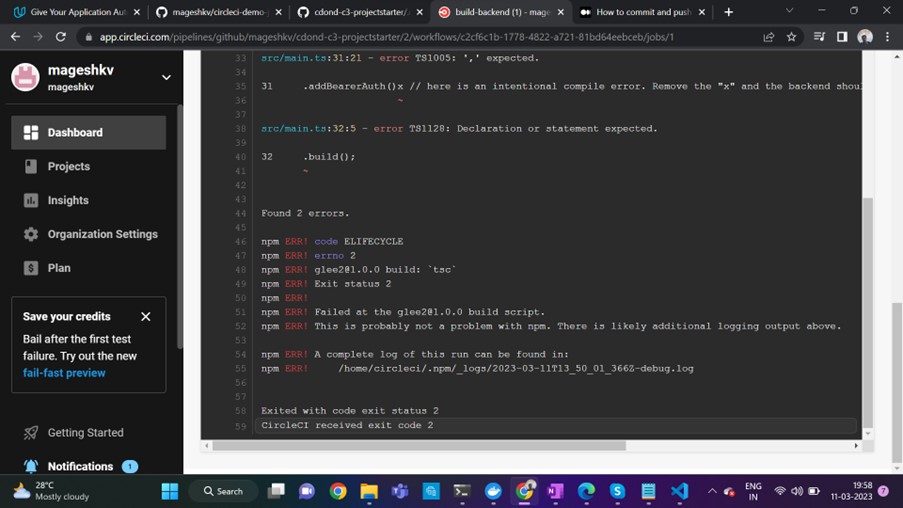 Give Your Application Aut
mageshkv/circleci-demo-
cdond-c3-projectstarter/.
build-backend (1) - mage
How to commit and push
app.circleci.com/pipelines/github/mageshkv/cdond-c3-projectstarter/2/workflows/c2cf6c1b-1778-4822-a721-81bd64eebceb/jobs/1
mageshkv
mageshkv
Dashboard
Projects
Insights
Organization Settings
Plan
Save your credits
Bail after the first test
failure. Try out the new
fail-fast preview
Getting Started
Notifications 1
33 src/main.ts:31:21 - error TS1005: ',' expected.
34
35 31 .addBearerAuth()x // here is an intentional compile error. Remove the "x" and the backend shou
36 ~
37
38 src/main.ts:32:5 - error TS1128: Declaration or statement expected.
39
40 32 .build();
41 ~
42
43
44 Found 2 errors.
45
46 npm ERR! code ELIFECYCLE
47 npm ERR! errno 2
48 npm ERR! glee2@1.0.0 build: `tsc`
49 npm ERR! Exit status 2
50 npm ERR!
51 npm ERR! Failed at the glee2@1.0.0 build script.
52 npm ERR! This is probably not a problem with npm. There is likely additional logging output above.
53
54 npm ERR! A complete log of this run can be found in:
55 npm ERR! /home/circleci/.npm/_logs/2023-03-11T13_50_01_366Z-debug.log
56
57
58 Exited with code exit status 2
59 CircleCI received exit code 2
28°C
Mostly cloudy
Search
ENG
IN
19:58
11-03-2023
7